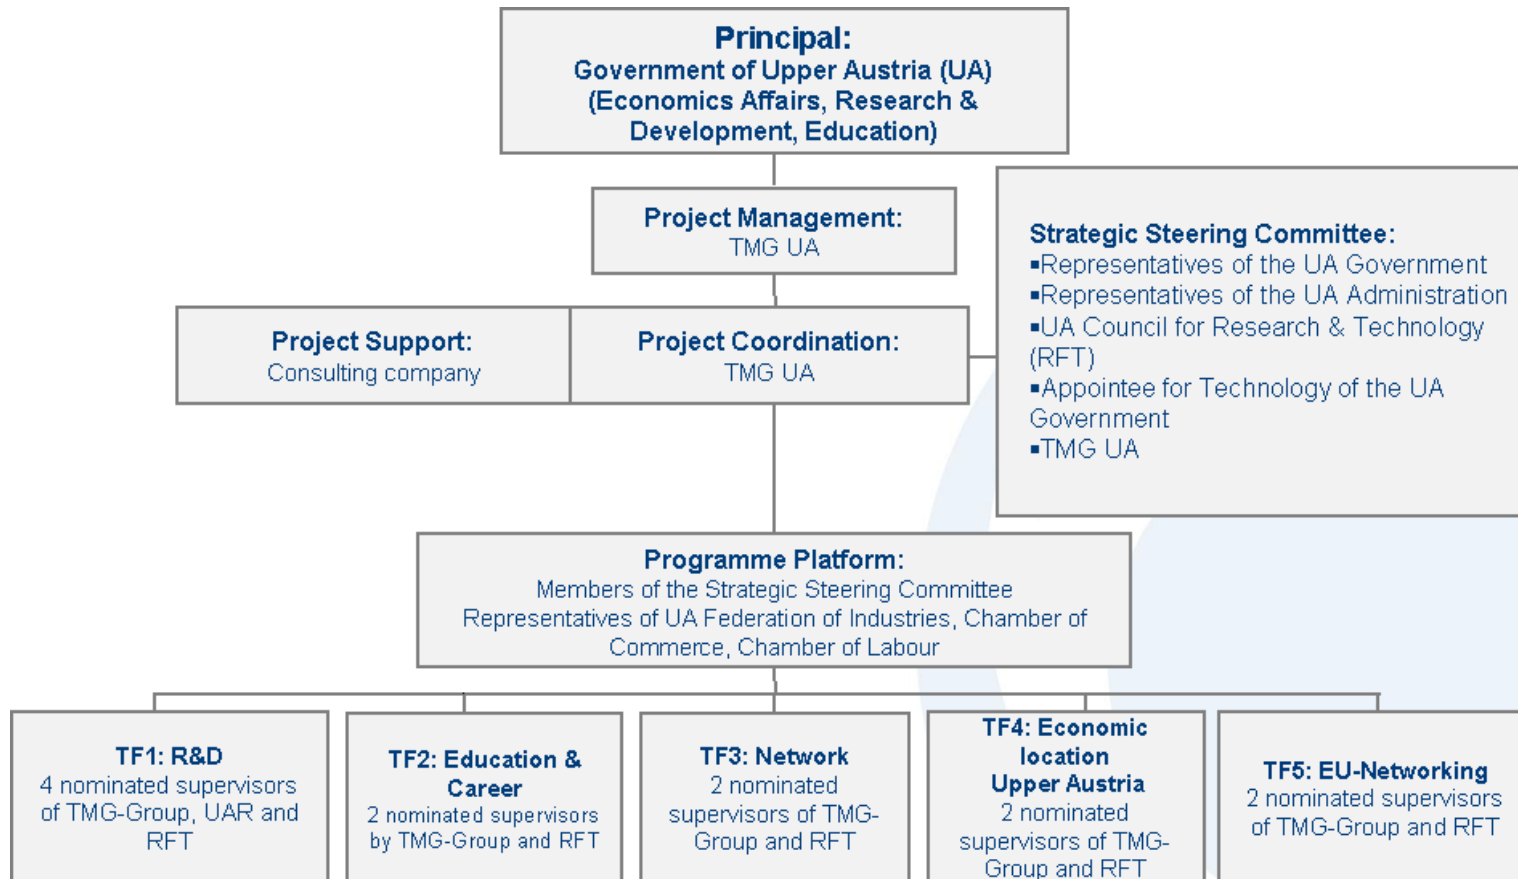 Principal:
Government of Upper Austria (UA)
(Economics Affairs, Research &
Development, Education)
Project Management:
TMG UA
Strategic Steering Committee:
▪Representatives of the UA Government
▪Representatives of the UA Administration
▪UA Council for Research & Technology
(RFT)
▪Appointee for Technology of the UA
Government
▪TMG UA
Project Support:
Consulting company
Project Coordination:
TMG UA
Programme Platform:
Members of the Strategic Steering Committee
Representatives of UA Federation of Industries, Chamber of
Commerce, Chamber of Labour
TF1: R&D
4 nominated supervisors
of TMG-Group, UAR and
RFT
TF2: Education &
Career
2 nominated supervisors
by TMG-Group and RFT
TF3: Network
2 nominated
supervisors of TMG-
Group and RFT
TF4: Economic
location
Upper Austria
2 nominated
supervisors of TMG-
Group and RFT
TF5: EU-Networking
2 nominated supervisors
of TMG-Group and RFT